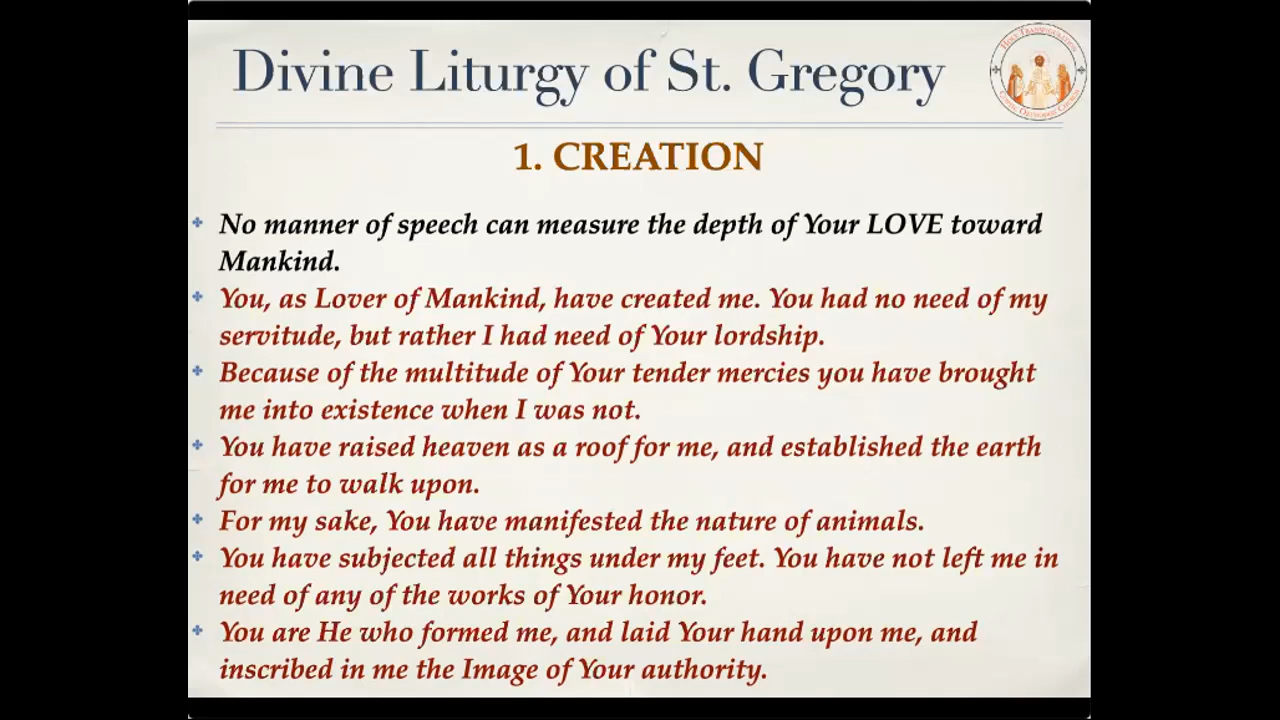 Divine Liturgy of St. Gregory
HOLY TRANSFIGURATION
COPTIC ORTHODOX CHURCH
1. CREATION
No manner of speech can measure the depth of Your LOVE toward
Mankind.
You, as Lover of Mankind, have created me. You had no need of my
servitude, but rather I had need of Your lordship.
Because of the multitude of Your tender mercies you have brought
me into existence when I was not.
You have raised heaven as a roof for me, and established the earth
for me to walk upon.
For my sake, You have manifested the nature of animals.
You have subjected all things under my feet. You have not left me in
need of any of the works of Your honor.
You are He who formed me, and laid Your hand upon me, and
inscribed in me the Image of Your authority.